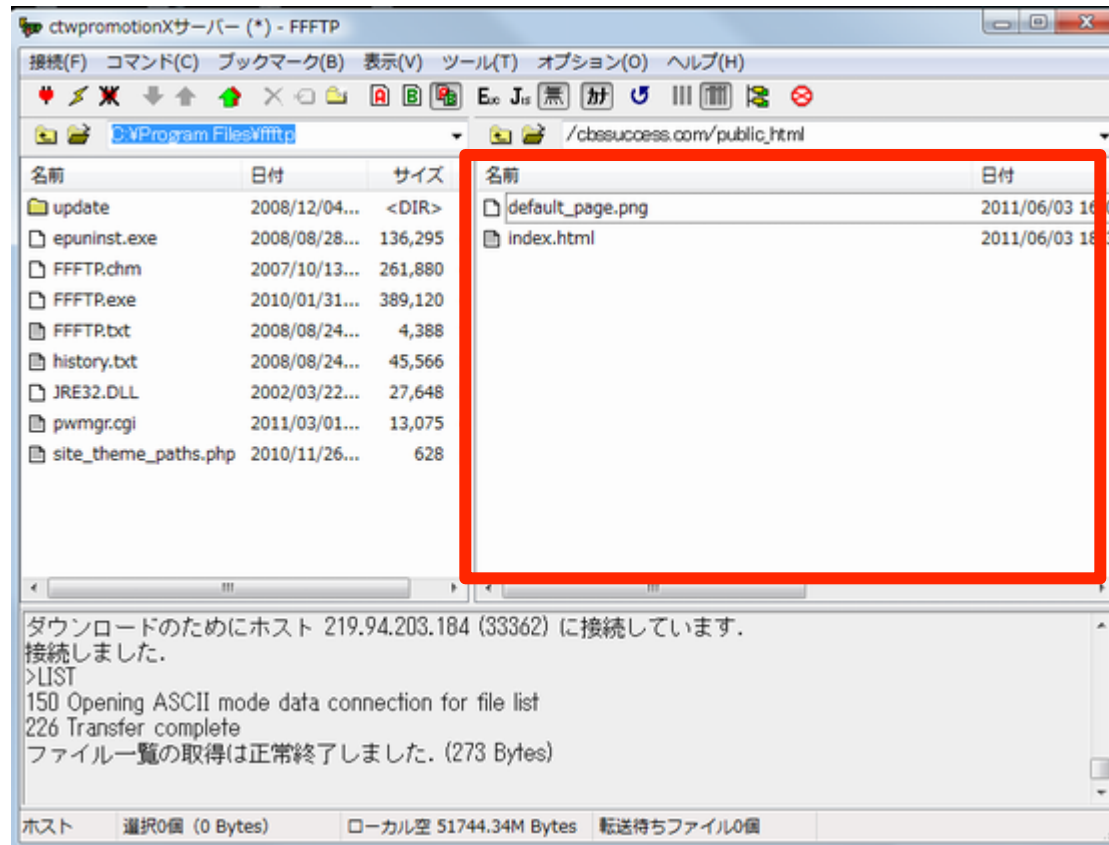 ctwpromotionXサーバー (*) - FFFTP
接続(F) コマンド(C) ブックマーク(B) 表示(V) ツール(T) オプション(O) ヘルプ(H)
C:¥Program Files¥ffftp
/cbssuccess.com/public_html
名前 日付 サイズ
update 2008/12/04... <DIR>
epuninst.exe 2008/08/28... 136,295
FFFTP.chm 2007/10/13... 261,880
FFFTP.exe 2010/01/31... 389,120
FFFTP.txt 2008/08/24... 4,388
history.txt 2008/08/24... 45,566
JRE32.DLL 2002/03/22... 27,648
pwmgr.cgi 2011/03/01... 13,075
site_theme_paths.php 2010/11/26... 628
名前 日付
default_page.png 2011/06/03 16
index.html 2011/06/03 18
ダウンロードのためにホスト 219.94.203.184 (33362) に接続しています.
接続しました.
>LIST
150 Opening ASCII mode data connection for file list
226 Transfer complete
ファイル一覧の取得は正常終了しました. (273 Bytes)
ホスト 選択0個 (0 Bytes) ローカル空 51744.34M Bytes 転送待ちファイル0個